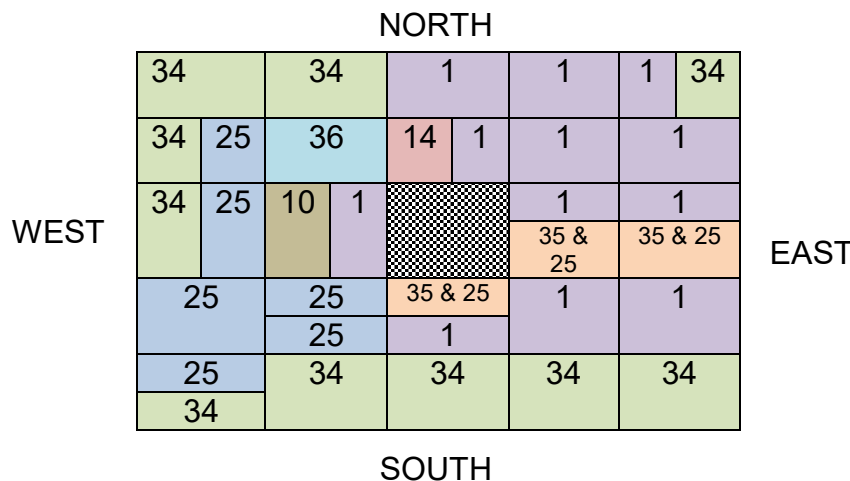 NORTH
34 34 1 1 1 34
34 25 36 14 1 1 1
34 25 10 1 1 1
WEST
35 &
25
35 & 25
EAST
25 25 35 & 25 1 1
25 1
25 34 34 34 34
34
SOUTH